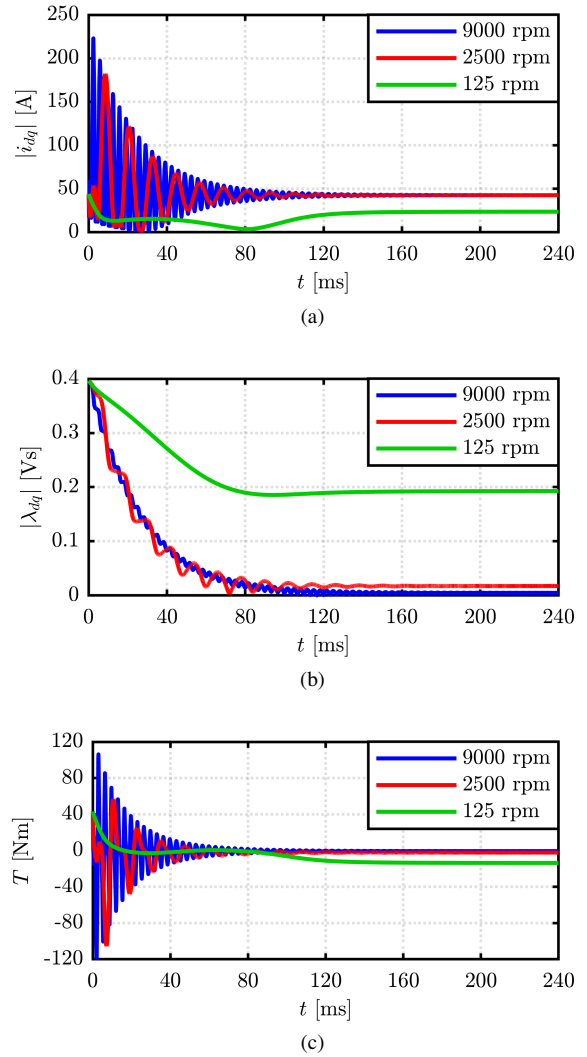 250
200
150
100
50
0
|i_dq| [A]
9000 rpm
2500 rpm
125 rpm
0 40 80 120 160 200 240
t [ms]
(a)
0.4
0.3
0.2
0.1
0
|λ_dq| [Vs]
9000 rpm
2500 rpm
125 rpm
0 40 80 120 160 200 240
t [ms]
(b)
120
80
40
0
-40
-80
-120
T [Nm]
9000 rpm
2500 rpm
125 rpm
0 40 80 120 160 200 240
t [ms]
(c)